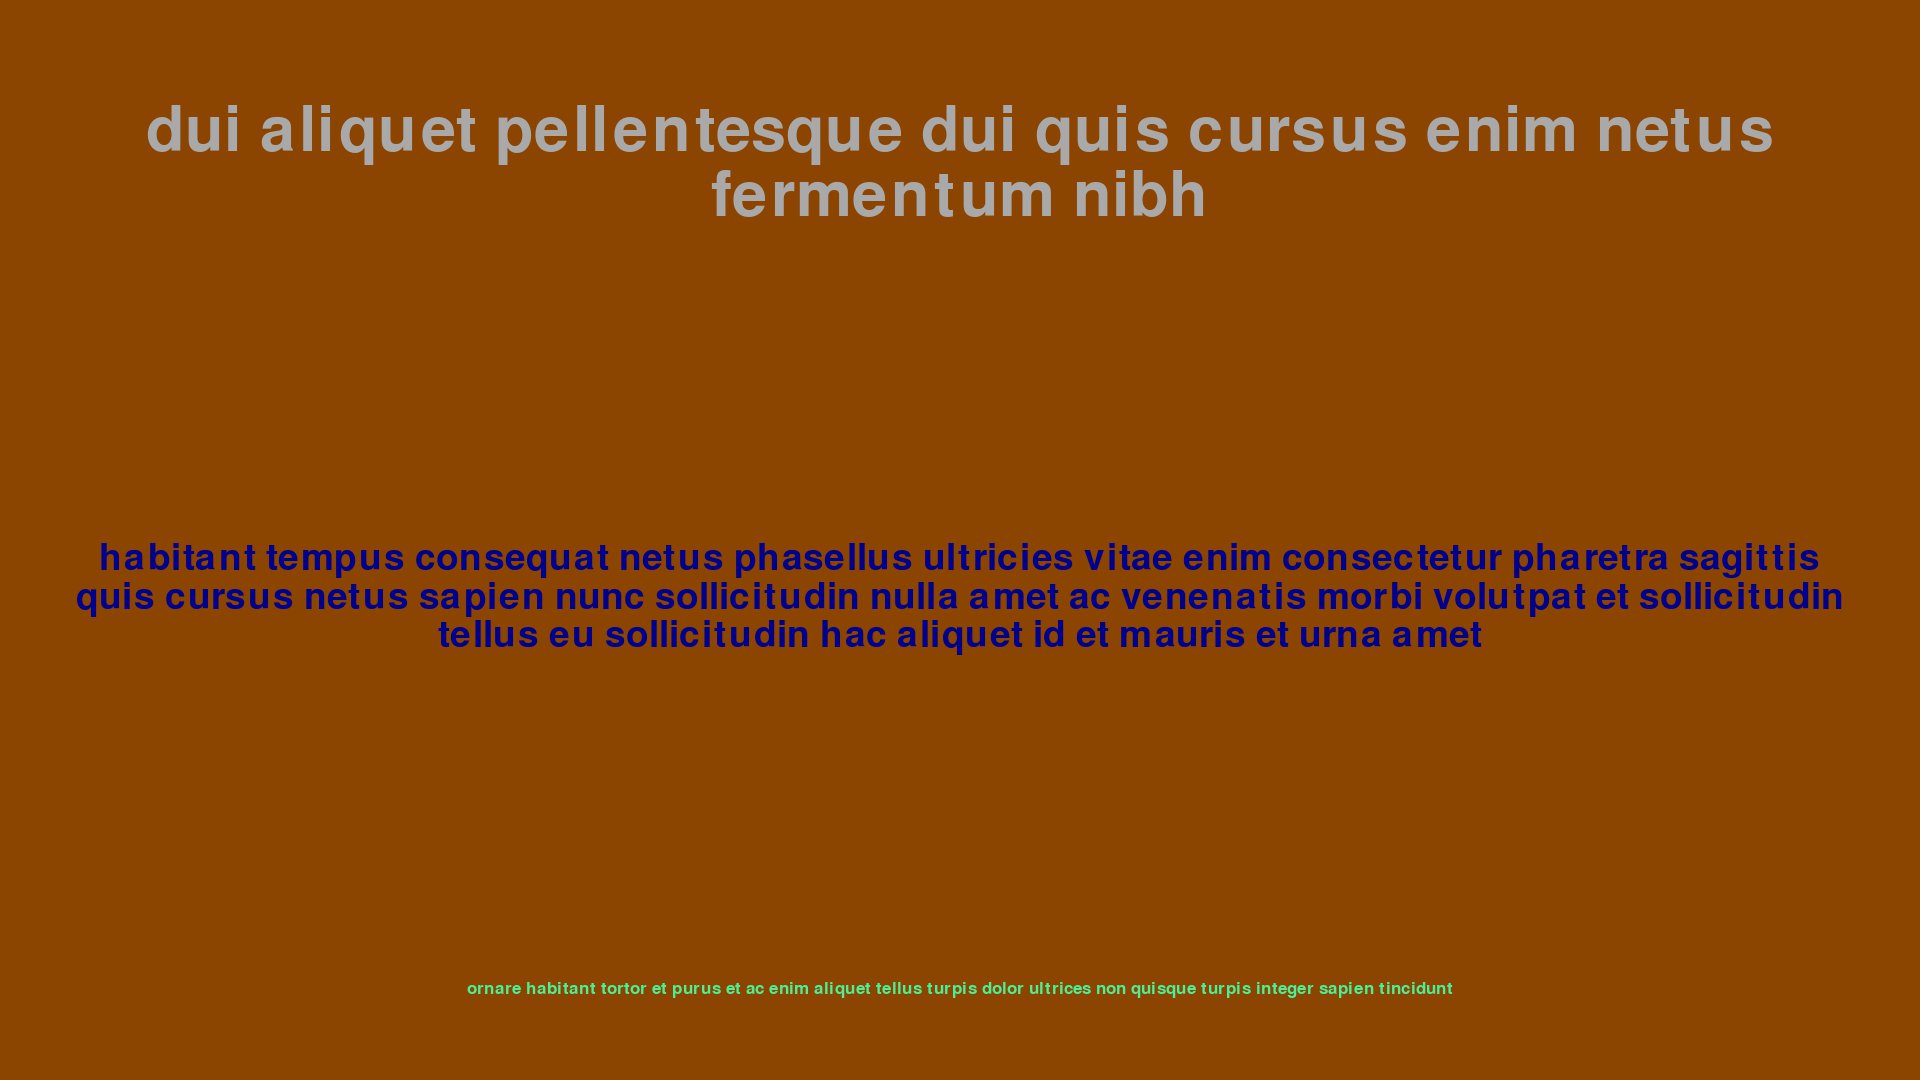 dui aliquet pellentesque dui quis cursus enim netus
fermentum nibh
habitant tempus consequat netus phasellus ultricies vitae enim consectetur pharetra sagittis
quis cursus netus sapien nunc sollicitudin nulla amet ac venenatis morbi volutpat et sollicitudin
tellus eu sollicitudin hac aliquet id et mauris et urna amet
ornare habitant tortor et purus et ac enim aliquet tellus turpis dolor ultrices non quisque turpis integer sapien tincidunt